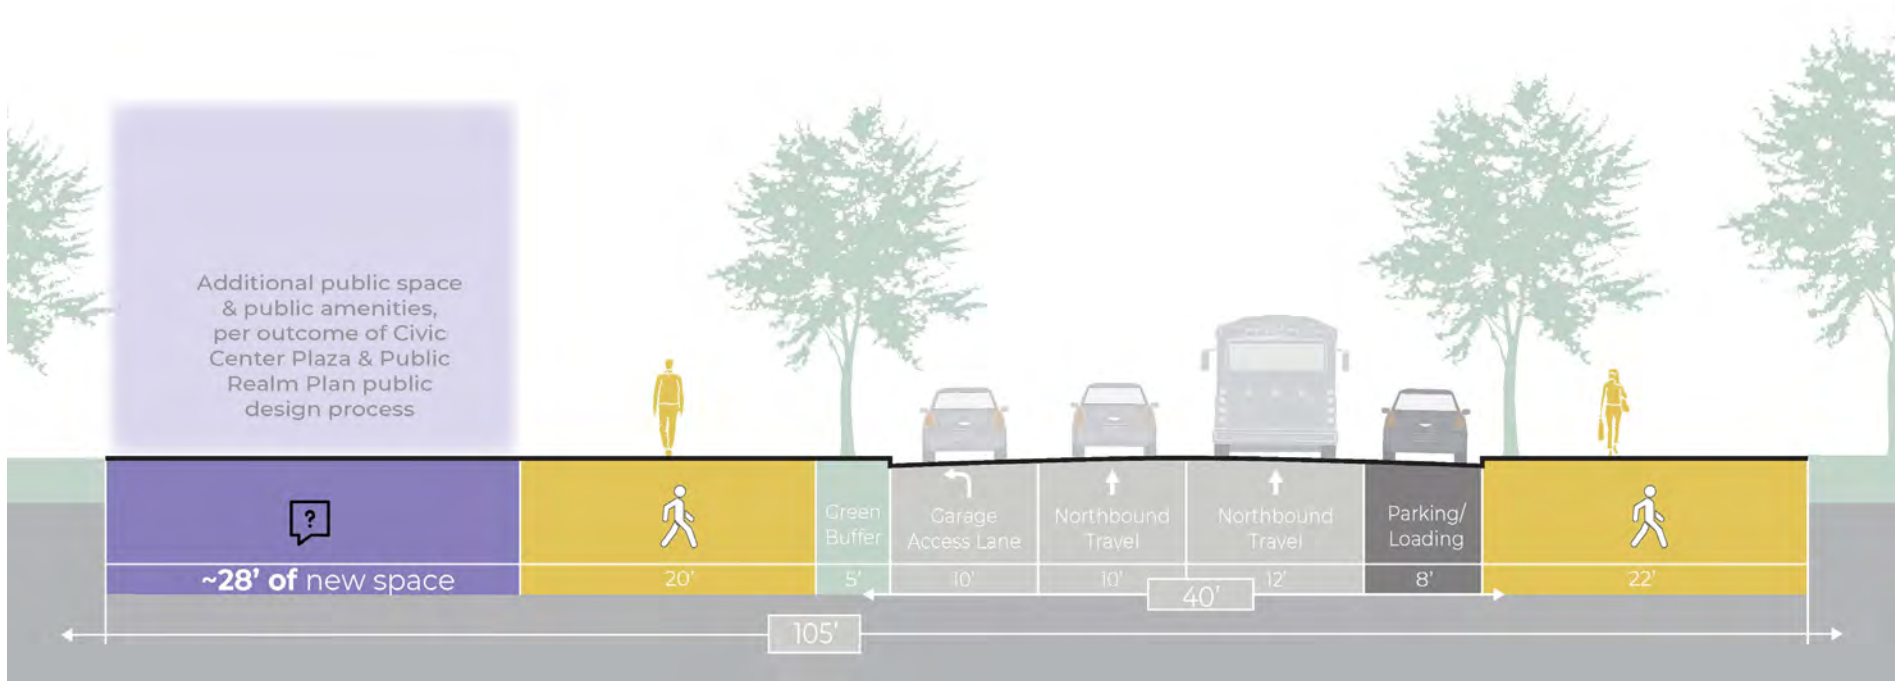 Additional public space
& public amenities,
per outcome of Civic
Center Plaza & Public
Realm Plan public
design process
?
~28' of new space
20'
Green
Buffer
5'
Garage
Access Lane
10'
Northbound
Travel
10'
Northbound
Travel
12'
Parking/
Loading
8'
22'
40'
105'